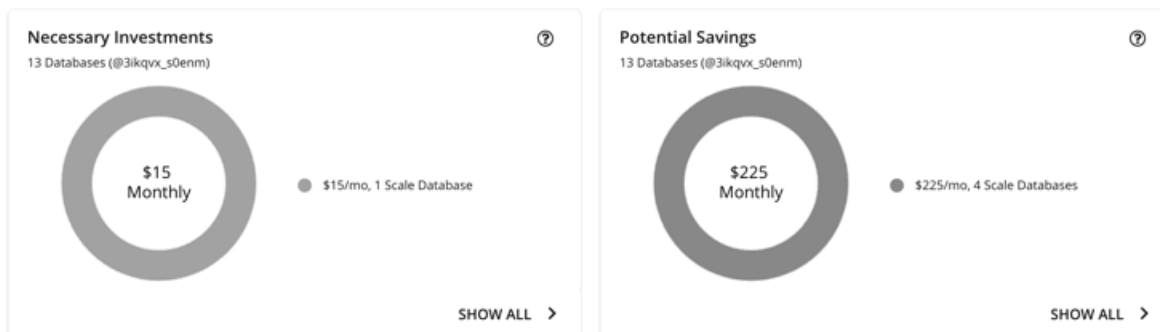 Necessary Investments
13 Databases (@3ikqvx_s0enm)
$15
Monthly
$15/mo, 1 Scale Database
SHOW ALL
Potential Savings
13 Databases (@3ikqvx_s0enm)
$225
Monthly
$225/mo, 4 Scale Databases
SHOW ALL